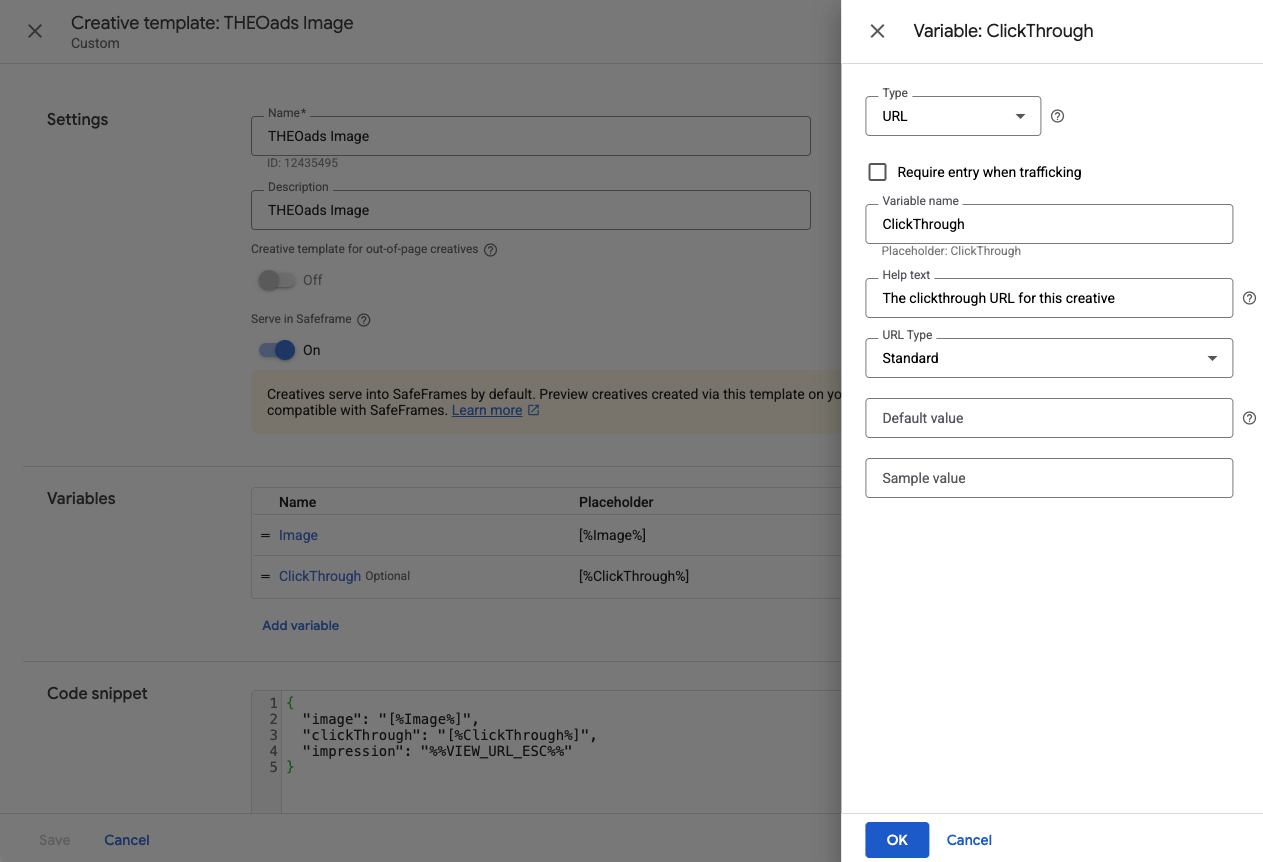 Creative template: THEOads Image
Custom
Settings
Name*
THEOads Image
ID: 12435495
Description
THEOads Image
Creative template for out-of-page creatives
Off
Serve in Safeframe
On
Creatives serve into SafeFrames by default. Preview creatives created via this template on yo
compatible with SafeFrames. Learn more
Variables
Name Placeholder
Image [%Image%]
ClickThrough Optional [%ClickThrough%]
Add variable
Code snippet
1 {
2 "image": "[%Image%]",
3 "clickThrough": "[%ClickThrough%]",
4 "impression": "%%VIEW_URL_ESC%%"
5 }
Save Cancel
Variable: ClickThrough
Type
URL
Require entry when trafficking
Variable name
ClickThrough
Placeholder: ClickThrough
Help text
The clickthrough URL for this creative
URL Type
Standard
Default value
Sample value
OK Cancel